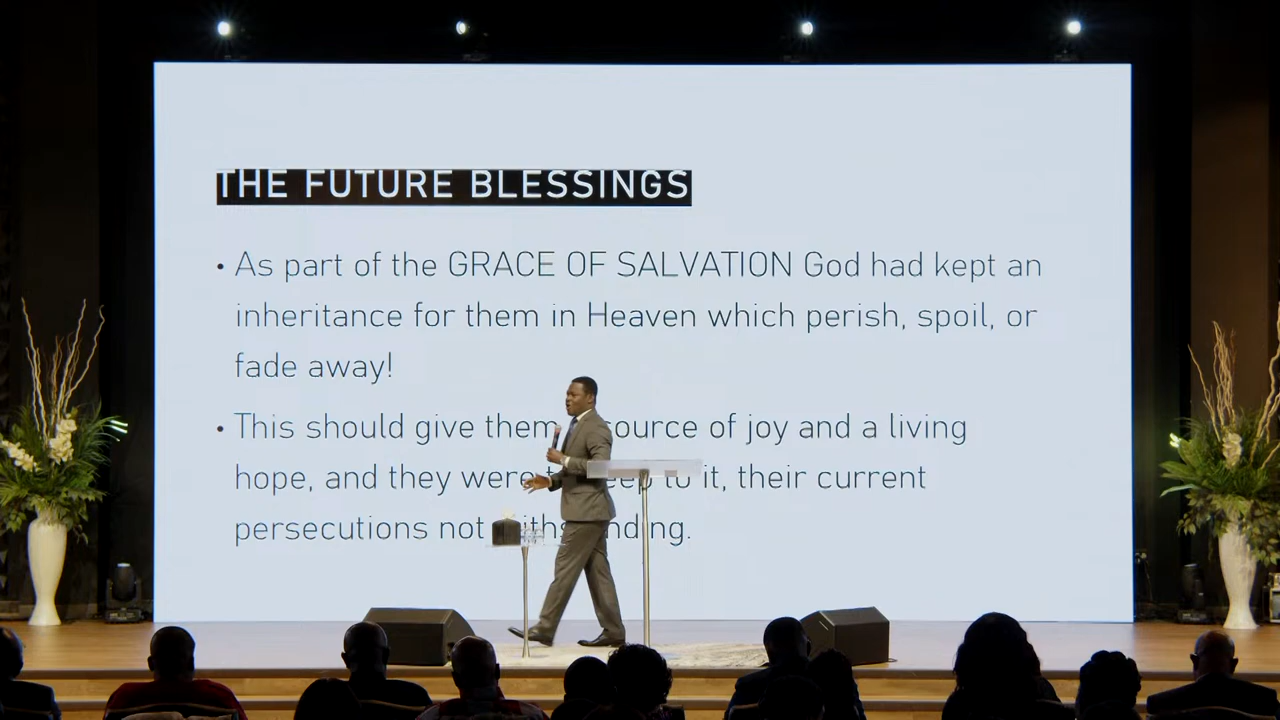 THE FUTURE BLESSINGS
• As part of the GRACE OF SALVATION God had kept an
inheritance for them in Heaven which perish, spoil, or
fade away!
• This should give them source of joy and a living
hope, and they were to it, their current
persecutions not